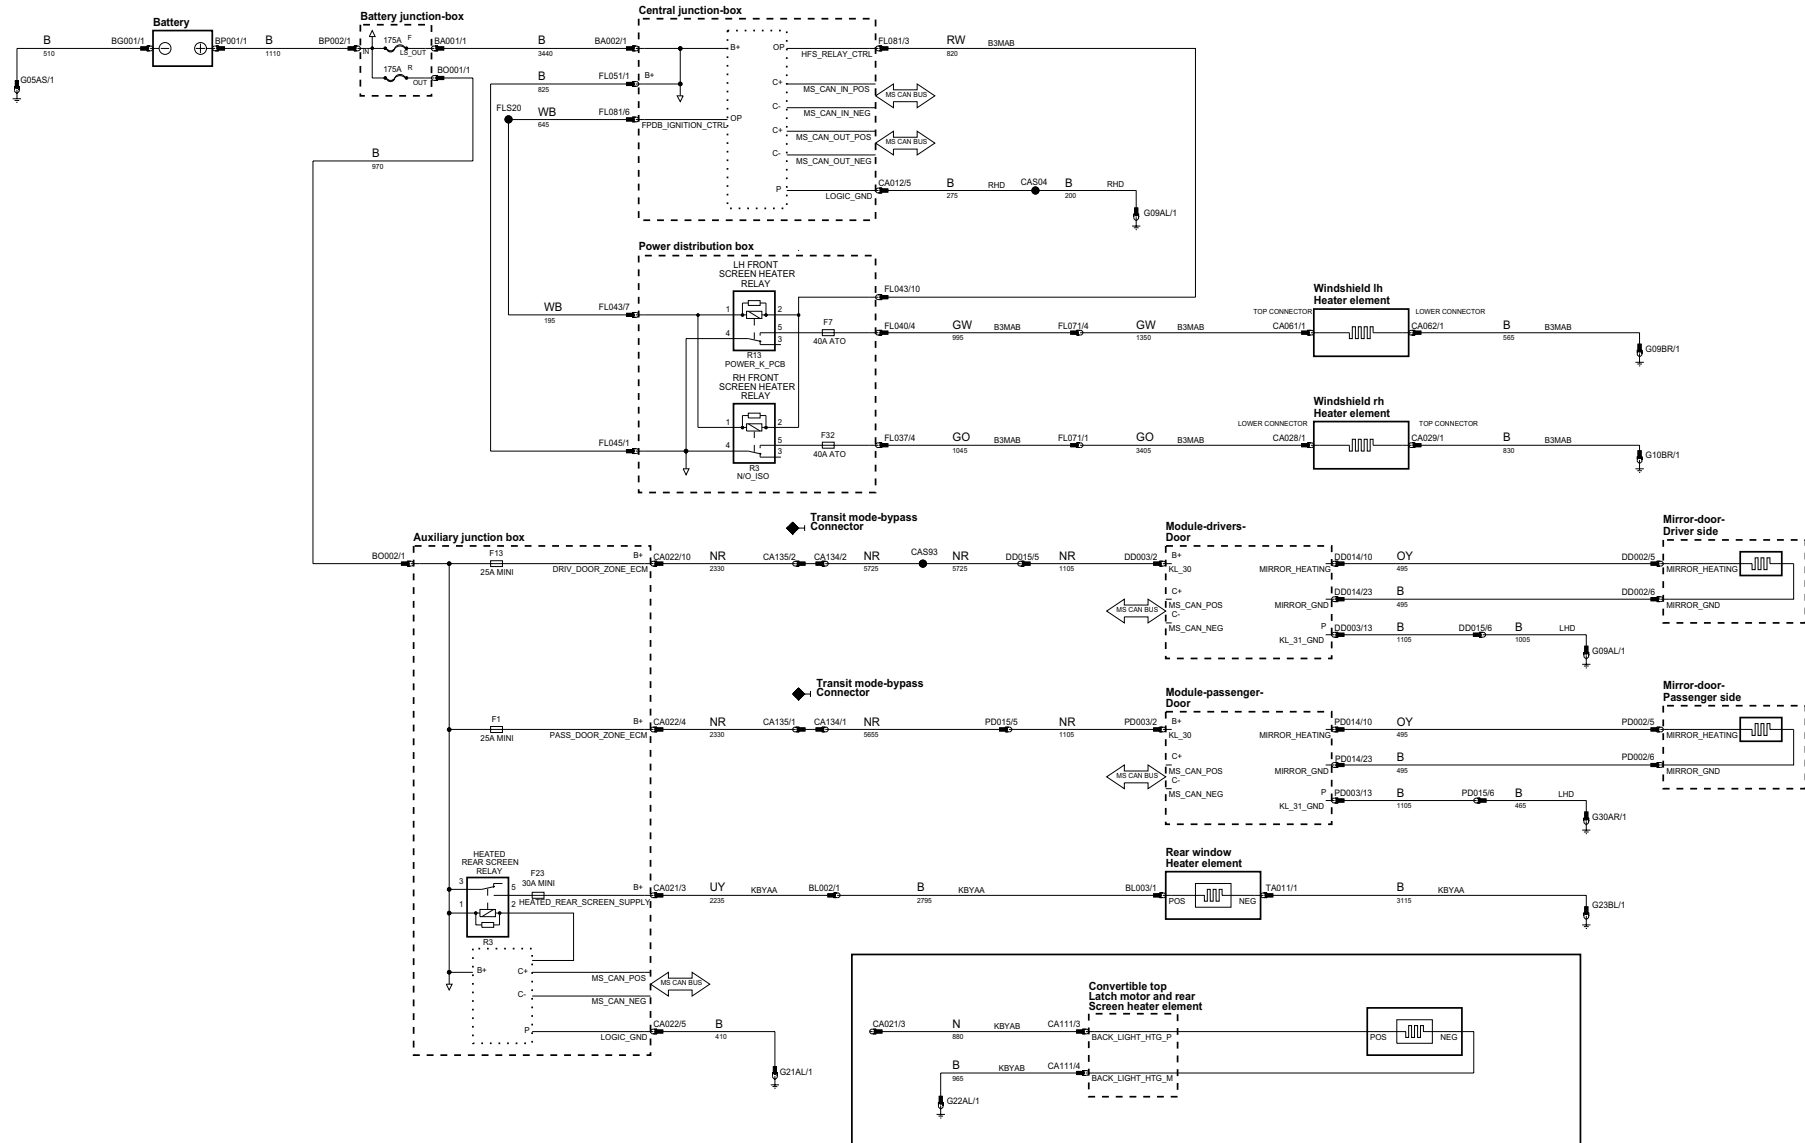 Battery
B
510
BG001/1
BP001/1
B
1110
BP002/1
G05AS/1
Battery junction-box
IN
175A
F
LS_OUT
BA001/1
175A
R
OUT
BO001/1
B
3440
BA002/1
B
825
FL051/1
FLS20
WB
645
FL081/6
B
970
Central junction-box
B+
B+
FPDB_IGNITION_CTRL
OP
OP
HFS_RELAY_CTRL
C+
MS_CAN_IN_POS
C-
MS_CAN_IN_NEG
C+
MS_CAN_OUT_POS
C-
MS_CAN_OUT_NEG
P
LOGIC_GND
MS CAN BUS
MS CAN BUS
FL081/3
RW
820
B3MAB
CA012/5
B
275
RHD
CAS04
B
200
RHD
G09AL/1
Power distribution box
LH FRONT
SCREEN HEATER
RELAY
1
2
4
5
3
R13
POWER_K_PCB
F7
40A ATO
RH FRONT
SCREEN HEATER
RELAY
1
2
4
5
3
R3
N/O_ISO
F32
40A ATO
WB
195
FL043/7
FL045/1
FL043/10
FL040/4
GW
995
B3MAB
FL071/4
GW
1350
B3MAB
TOP CONNECTOR
CA061/1
Windshield lh
Heater element
LOWER CONNECTOR
CA062/1
B
565
B3MAB
G09BR/1
FL037/4
GO
1045
B3MAB
FL071/1
GO
3405
B3MAB
LOWER CONNECTOR
CA028/1
Windshield rh
Heater element
TOP CONNECTOR
CA029/1
B
830
B3MAB
G10BR/1
Auxiliary junction box
BO002/1
F13
25A MINI
B+
DRIV_DOOR_ZONE_ECM
CA022/10
NR
2330
CA135/2
Transit mode-bypass
Connector
CA134/2
NR
5725
CAS93
NR
5725
DD015/5
NR
1105
DD003/2
Module-drivers-
Door
B+
KL_30
C+
MS_CAN_POS
C-
MS_CAN_NEG
MS CAN BUS
MIRROR_HEATING
MIRROR_GND
P
KL_31_GND
DD014/10
OY
495
DD002/5
DD014/23
B
495
DD002/6
DD003/13
B
1105
DD015/6
B
1005
LHD
G09AL/1
Mirror-door-
Driver side
MIRROR_HEATING
MIRROR_GND
F1
25A MINI
B+
PASS_DOOR_ZONE_ECM
CA022/4
NR
2330
CA135/1
Transit mode-bypass
Connector
CA134/1
NR
5655
PD015/5
NR
1105
PD003/2
Module-passenger-
Door
B+
KL_30
C+
MS_CAN_POS
C-
MS_CAN_NEG
MS CAN BUS
MIRROR_HEATING
MIRROR_GND
P
KL_31_GND
PD014/10
OY
495
PD002/5
PD014/23
B
495
PD002/6
PD003/13
B
1105
PD015/6
B
465
LHD
G30AR/1
Mirror-door-
Passenger side
MIRROR_HEATING
MIRROR_GND
HEATED
REAR SCREEN
RELAY
3
5
1
2
R3
F23
30A MINI
B+
HEATED_REAR_SCREEN_SUPPLY
CA021/3
UY
2235
KBYAA
BL002/1
B
2795
KBYAA
BL003/1
Rear window
Heater element
POS
NEG
TA011/1
B
3115
KBYAA
G23BL/1
B+
C+
MS_CAN_POS
C-
MS_CAN_NEG
MS CAN BUS
P
LOGIC_GND
CA022/5
B
410
G21AL/1
Convertible top
Latch motor and rear
Screen heater element
CA021/3
N
880
KBYAB
CA111/3
BACK_LIGHT_HTG_P
B
965
KBYAB
CA111/4
BACK_LIGHT_HTG_M
G22AL/1
POS
NEG